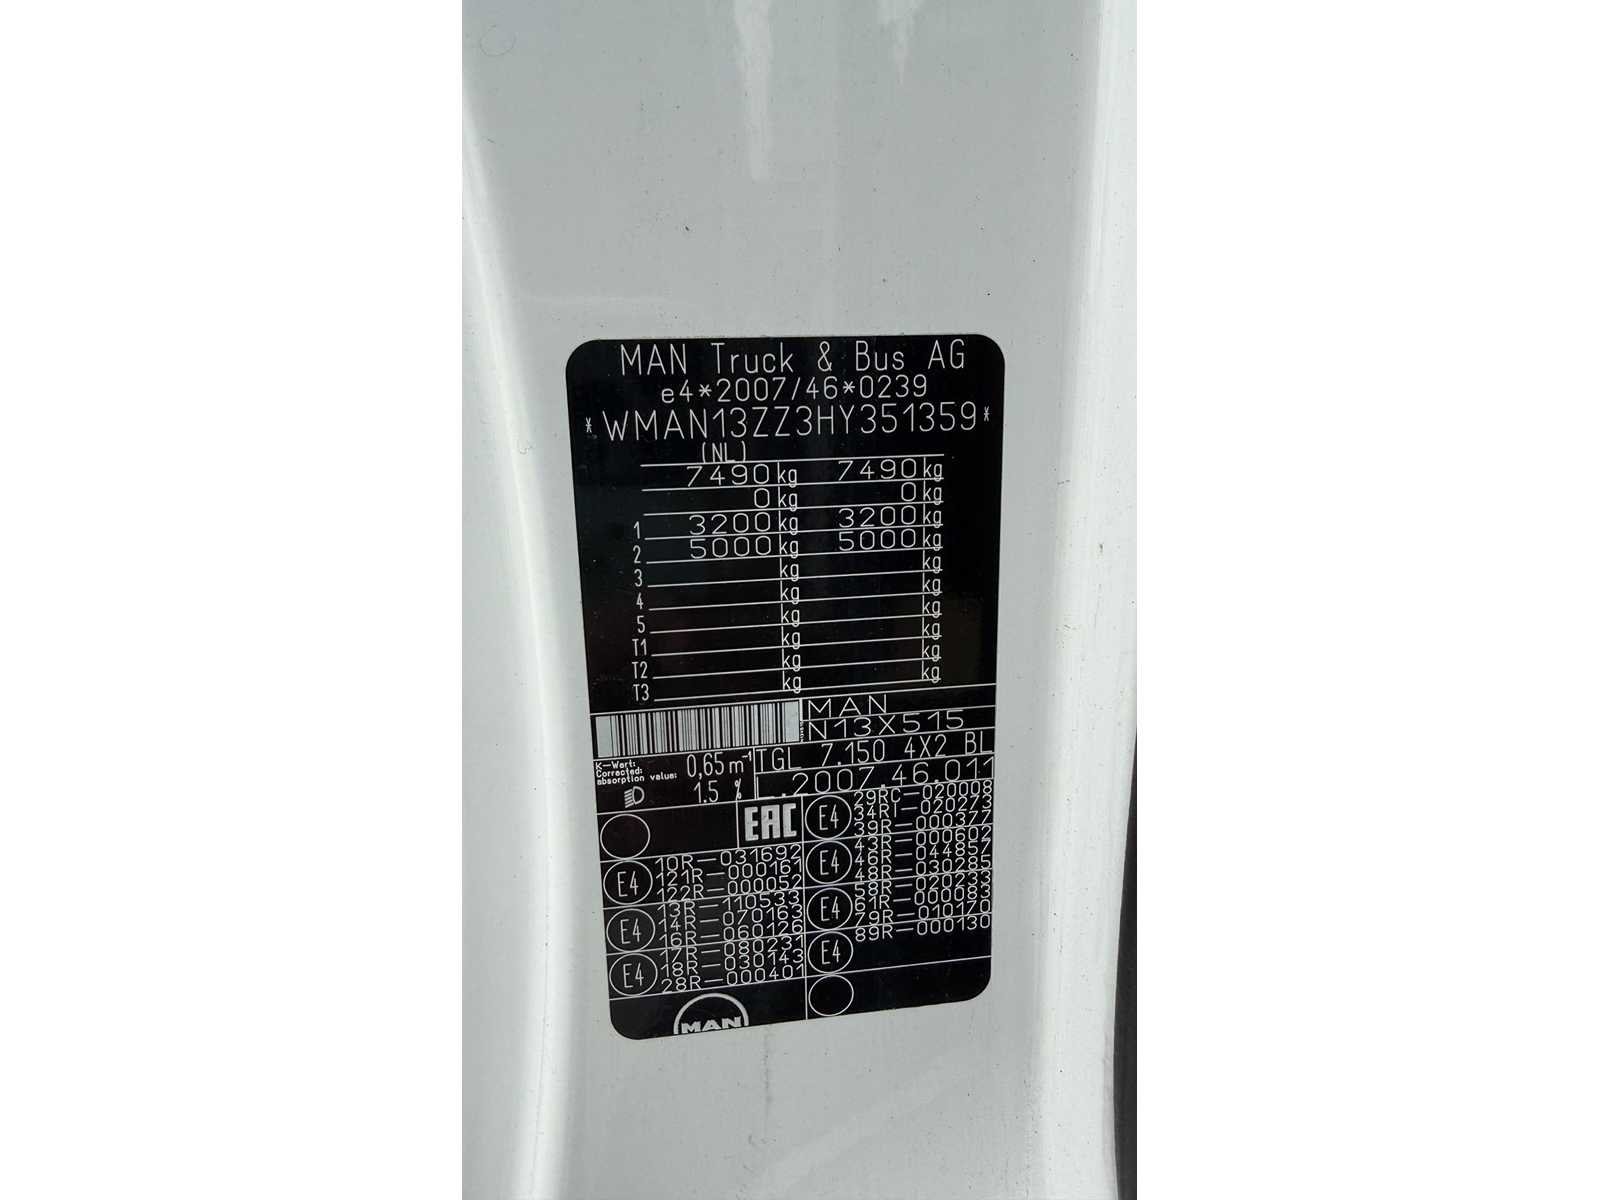 MAN Truck & Bus AG
e4*2007/46*0239
*WMAN13ZZ3HY351359*
(NL)
7490 kg 7490 kg
0 kg 0 kg
1 3200 kg 3200 kg
2 5000 kg 5000 kg
3 kg kg
4 kg kg
5 kg kg
T1 kg kg
T2 kg kg
T3 kg kg
MAN
N13X515
K-Wert:
Corrected:
absorption value:
0,65 m⁻¹
TGL 7.150 4X2 BL
1.5 %
L.2007.46.011
EAC
E4
29RC-020008
34RI-020273
39R-000377
E4
43R-000602
46R-044857
48R-030285
E4
58R-020233
61R-000083
79R-010170
E4
89R-000130
E4
10R-031692
121R-000161
122R-000052
E4
13R-110533
14R-070163
16R-060126
E4
17R-080231
18R-030143
28R-000401
MAN